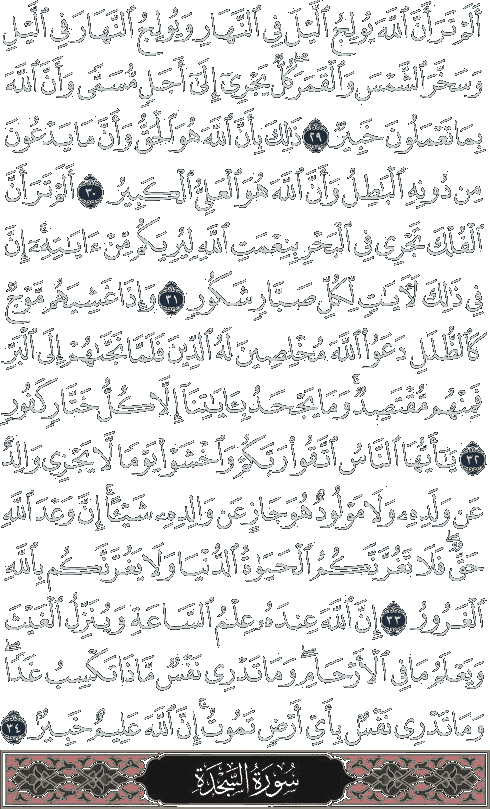 أَلَمْ تَرَ أَنَّ ٱللَّهَ يُولِجُ ٱلَّيْلَ فِى ٱلنَّهَارِ وَيُولِجُ ٱلنَّهَارَ فِى ٱلَّيْلِ
وَسَخَّرَ ٱلشَّمْسَ وَٱلْقَمَرَ كُلٌّ يَجْرِىٓ إِلَىٰٓ أَجَلٍ مُّسَمًّى وَأَنَّ ٱللَّهَ
بِمَا تَعْمَلُونَ خَبِيرٌ ٢٩ ذَٰلِكَ بِأَنَّ ٱللَّهَ هُوَ ٱلْحَقُّ وَأَنَّ مَا يَدْعُونَ
مِن دُونِهِ ٱلْبَٰطِلُ وَأَنَّ ٱللَّهَ هُوَ ٱلْعَلِىُّ ٱلْكَبِيرُ ٣٠ أَلَمْ تَرَ أَنَّ
ٱلْفُلْكَ تَجْرِى فِى ٱلْبَحْرِ بِنِعْمَتِ ٱللَّهِ لِيُرِيَكُم مِّنْ ءَايَٰتِهِۦٓ ۚ إِنَّ
فِى ذَٰلِكَ لَءَايَٰتٍ لِّكُلِّ صَبَّارٍ شَكُورٍ ٣١ وَإِذَا غَشِيَهُم مَّوْجٌ
كَٱلظُّلَلِ دَعَوُا۟ ٱللَّهَ مُخْلِصِينَ لَهُ ٱلدِّينَ فَلَمَّا نَجَّىٰهُمْ إِلَى ٱلْبَرِّ
فَمِنْهُم مُّقْتَصِدٌ ۚ وَمَا يَجْحَدُ بِـَٔايَٰتِنَآ إِلَّا كُلُّ خَتَّارٍ كَفُورٍ
٣٢ يَٰٓأَيُّهَا ٱلنَّاسُ ٱتَّقُوا۟ رَبَّكُمْ وَٱخْشَوْا۟ يَوْمًا لَّا يَجْزِى وَالِدٌ
عَن وَلَدِهِۦ وَلَا مَوْلُودٌ هُوَ جَازٍ عَن وَالِدِهِۦ شَيْـًٔا ۚ إِنَّ وَعْدَ ٱللَّهِ
حَقٌّ ۖ فَلَا تَغُرَّنَّكُمُ ٱلْحَيَوٰةُ ٱلدُّنْيَا وَلَا يَغُرَّنَّكُم بِٱللَّهِ
ٱلْغَرُورُ ٣٣ إِنَّ ٱللَّهَ عِندَهُۥ عِلْمُ ٱلسَّاعَةِ وَيُنَزِّلُ ٱلْغَيْثَ
وَيَعْلَمُ مَا فِى ٱلْأَرْحَامِ ۖ وَمَا تَدْرِى نَفْسٌ مَّاذَا تَكْسِبُ غَدًا ۖ
وَمَا تَدْرِى نَفْسٌۢ بِأَىِّ أَرْضٍ تَمُوتُ ۚ إِنَّ ٱللَّهَ عَلِيمٌ خَبِيرٌۢ ٣٤
سُورَةُ السَّجْدَةِ